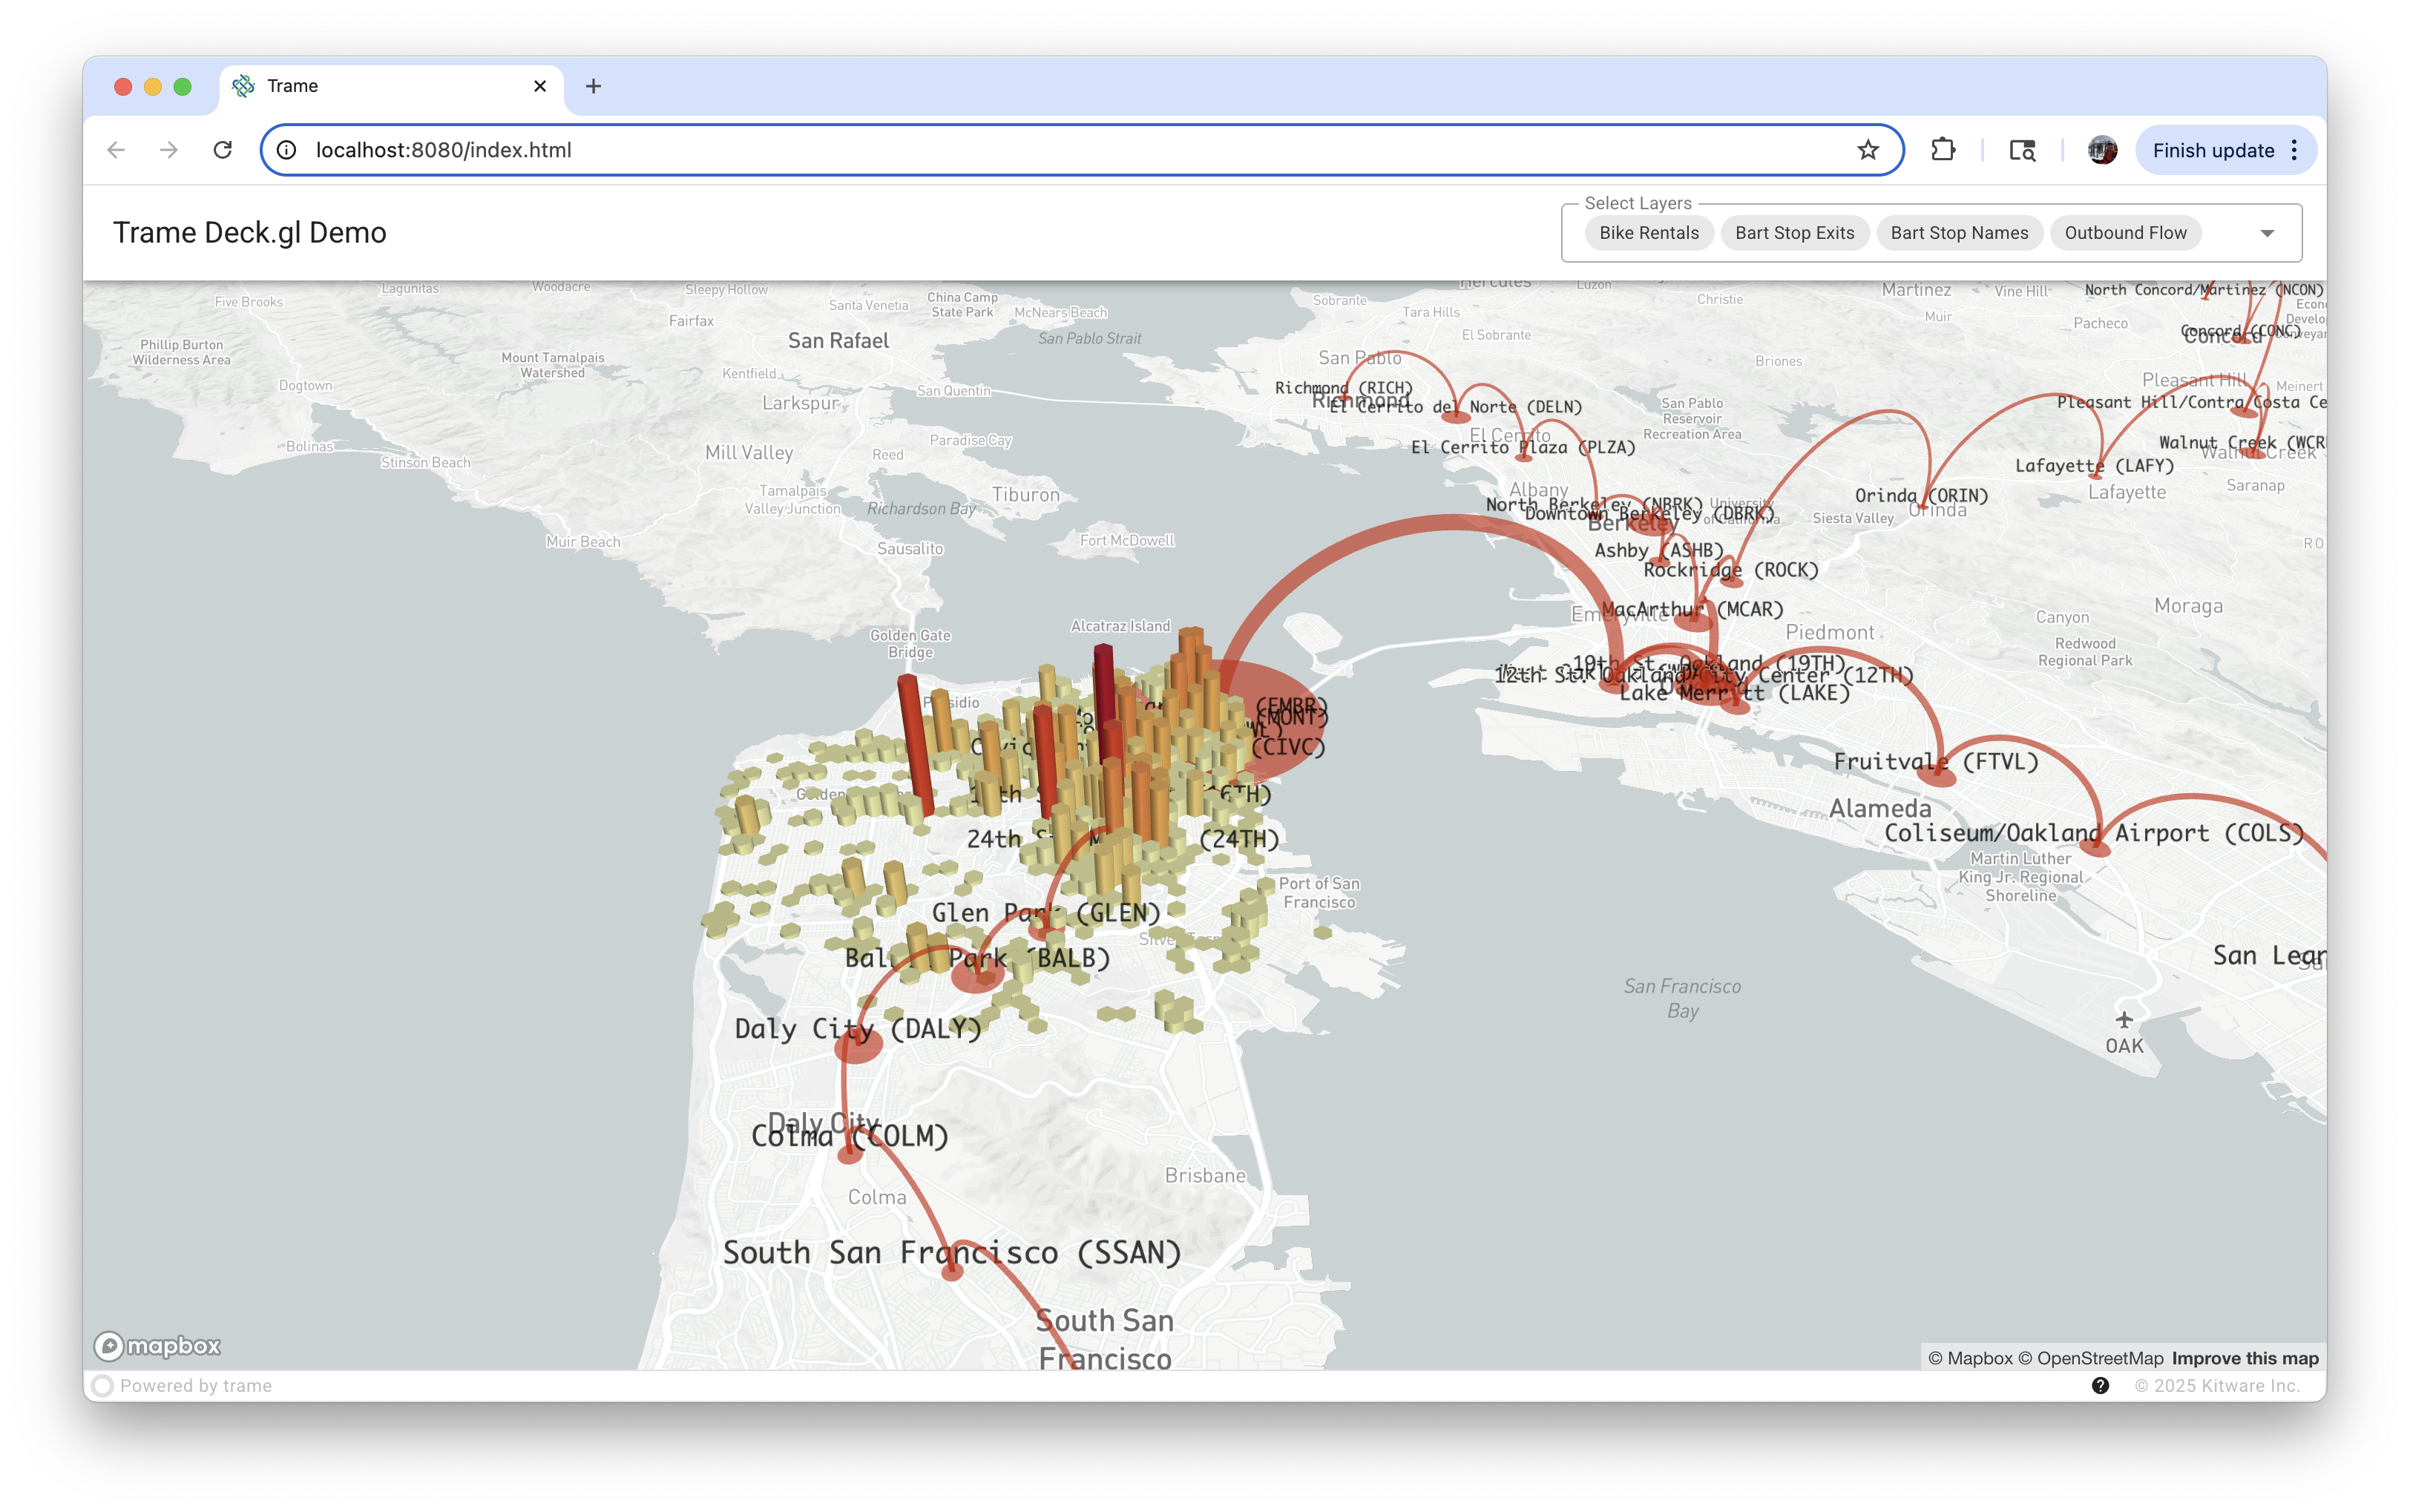 Trame
localhost:8080/index.html
Finish update
Trame Deck.gl Demo
Select Layers
Bike Rentals
Bart Stop Exits
Bart Stop Names
Outbound Flow
Five Brooks
Lagunitas
Woodacre
Sleepy Hollow
Santa Venetia
China Camp
State Park
McNears Beach
Sobrante
Hercules
Luzon
Christie
Martinez
Vine Hill
North Concord/Martinez (NCON)
Fairfax
Tara Hills
Muir
Pacheco
Phillip Burton
Wilderness Area
Mount Tamalpais
Watershed
San Rafael
San Pablo Strait
El Sobrante
Concord (CONC)
Concord
San Pablo
Briones
Dogtown
Kentfield
San Quentin
Richmond (RICH)
Richmond
El Cerrito del Norte (DELN)
Pleasant Hill
Meinert
Larkspur
San Pablo
Reservoir
Recreation Area
Pleasant Hill/Contra Costa Ce
Bolinas
Stinson Beach
Mill Valley
Reed
Paradise Cay
El Cerrito
El Cerrito Plaza (PLZA)
Walnut Creek (WCR
Walnut Creek
Lafayette (LAFY)
Lafayette
Saranap
Tamalpais
Valley Junction
Richardson Bay
Tiburon
Albany
North Berkeley (NBRK)
Downtown Berkeley (DBRK)
Berkeley
University
of California
Siesta Valley
Orinda (ORIN)
Orinda
Muir Beach
Sausalito
Fort McDowell
Ashby (ASHB)
Rockridge (ROCK)
MacArthur (MCAR)
Emeryville
Piedmont
Canyon
Moraga
Redwood
Regional Park
Golden Gate
Bridge
Alcatraz Island
19th St. Oakland (19TH)
12th St. Oakland City Center (12TH)
Lake Merritt (LAKE)
(EMBR)
(MONT)
(CIVC)
24th
(24TH)
Fruitvale (FTVL)
Alameda
Coliseum/Oakland Airport (COLS)
Martin Luther
King Jr. Regional
Shoreline
Port of San
Francisco
Glen Park (GLEN)
Park (BALB)
San Francisco
Bay
San Lean
OAK
Daly City (DALY)
Daly City
Colma (COLM)
Colma
Brisbane
South San Francisco (SSAN)
South San
Francisco
mapbox
© Mapbox © OpenStreetMap Improve this map
Powered by trame
© 2025 Kitware Inc.